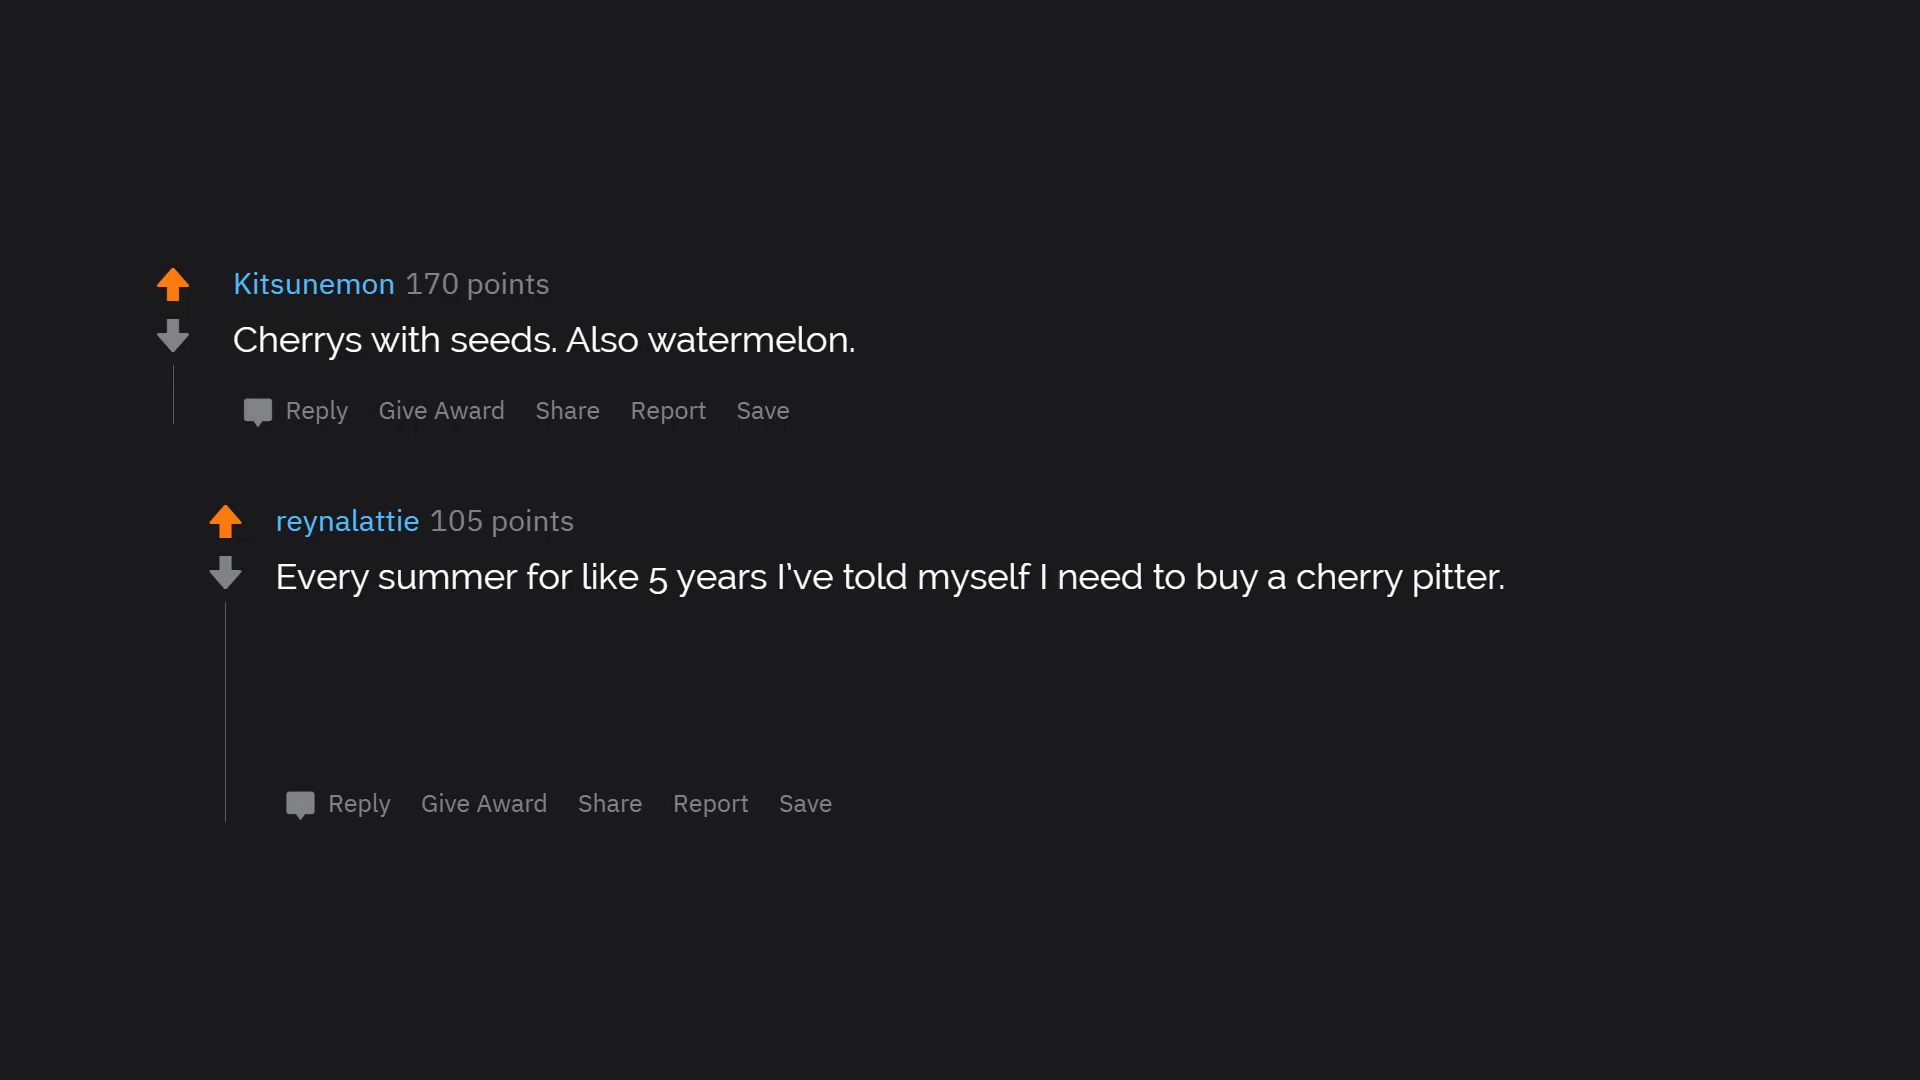 Kitsunemon 170 points
Cherrys with seeds. Also watermelon.
Reply Give Award Share Report Save
reynalattie 105 points
Every summer for like 5 years I've told myself I need to buy a cherry pitter.
Reply Give Award Share Report Save